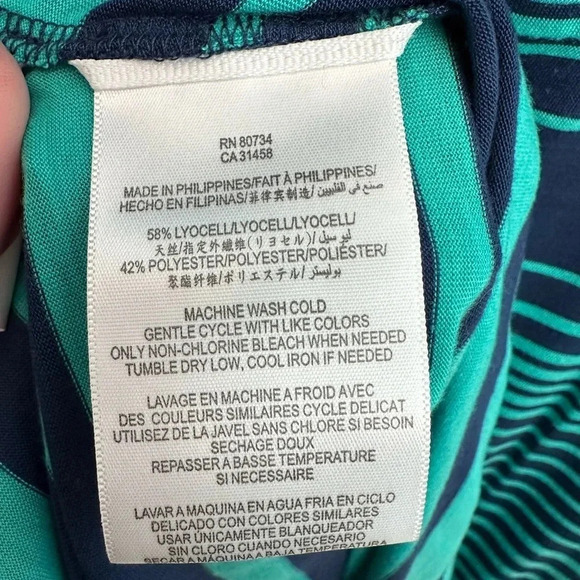 RN 80734
CA 31458
MADE IN PHILIPPINES/FAIT À PHILIPPINES/
HECHO EN FILIPINAS/菲律宾制造/صنع في الفلبين
58% LYOCELL/LYOCELL/LYOCELL/
天丝/指定外繊維(リヨセル)/ليوسيل
42% POLYESTER/POLYESTER/POLIÉSTER/
聚酯纤维/ポリエステル/بوليستر
MACHINE WASH COLD
GENTLE CYCLE WITH LIKE COLORS
ONLY NON-CHLORINE BLEACH WHEN NEEDED
TUMBLE DRY LOW, COOL IRON IF NEEDED
LAVAGE EN MACHINE A FROID AVEC
DES COULEURS SIMILAIRES CYCLE DELICAT
UTILISEZ DE LA JAVEL SANS CHLORE SI BESOIN
SECHAGE DOUX
REPASSER A BASSE TEMPERATURE
SI NECESSAIRE
LAVAR A MAQUINA EN AGUA FRIA EN CICLO
DELICADO CON COLORES SIMILARES
USAR ÚNICAMENTE BLANQUEADOR
SIN CLORO CUANDO NECESARIO
SECAR A MÁQUINA A BAJA TEMPERATURA